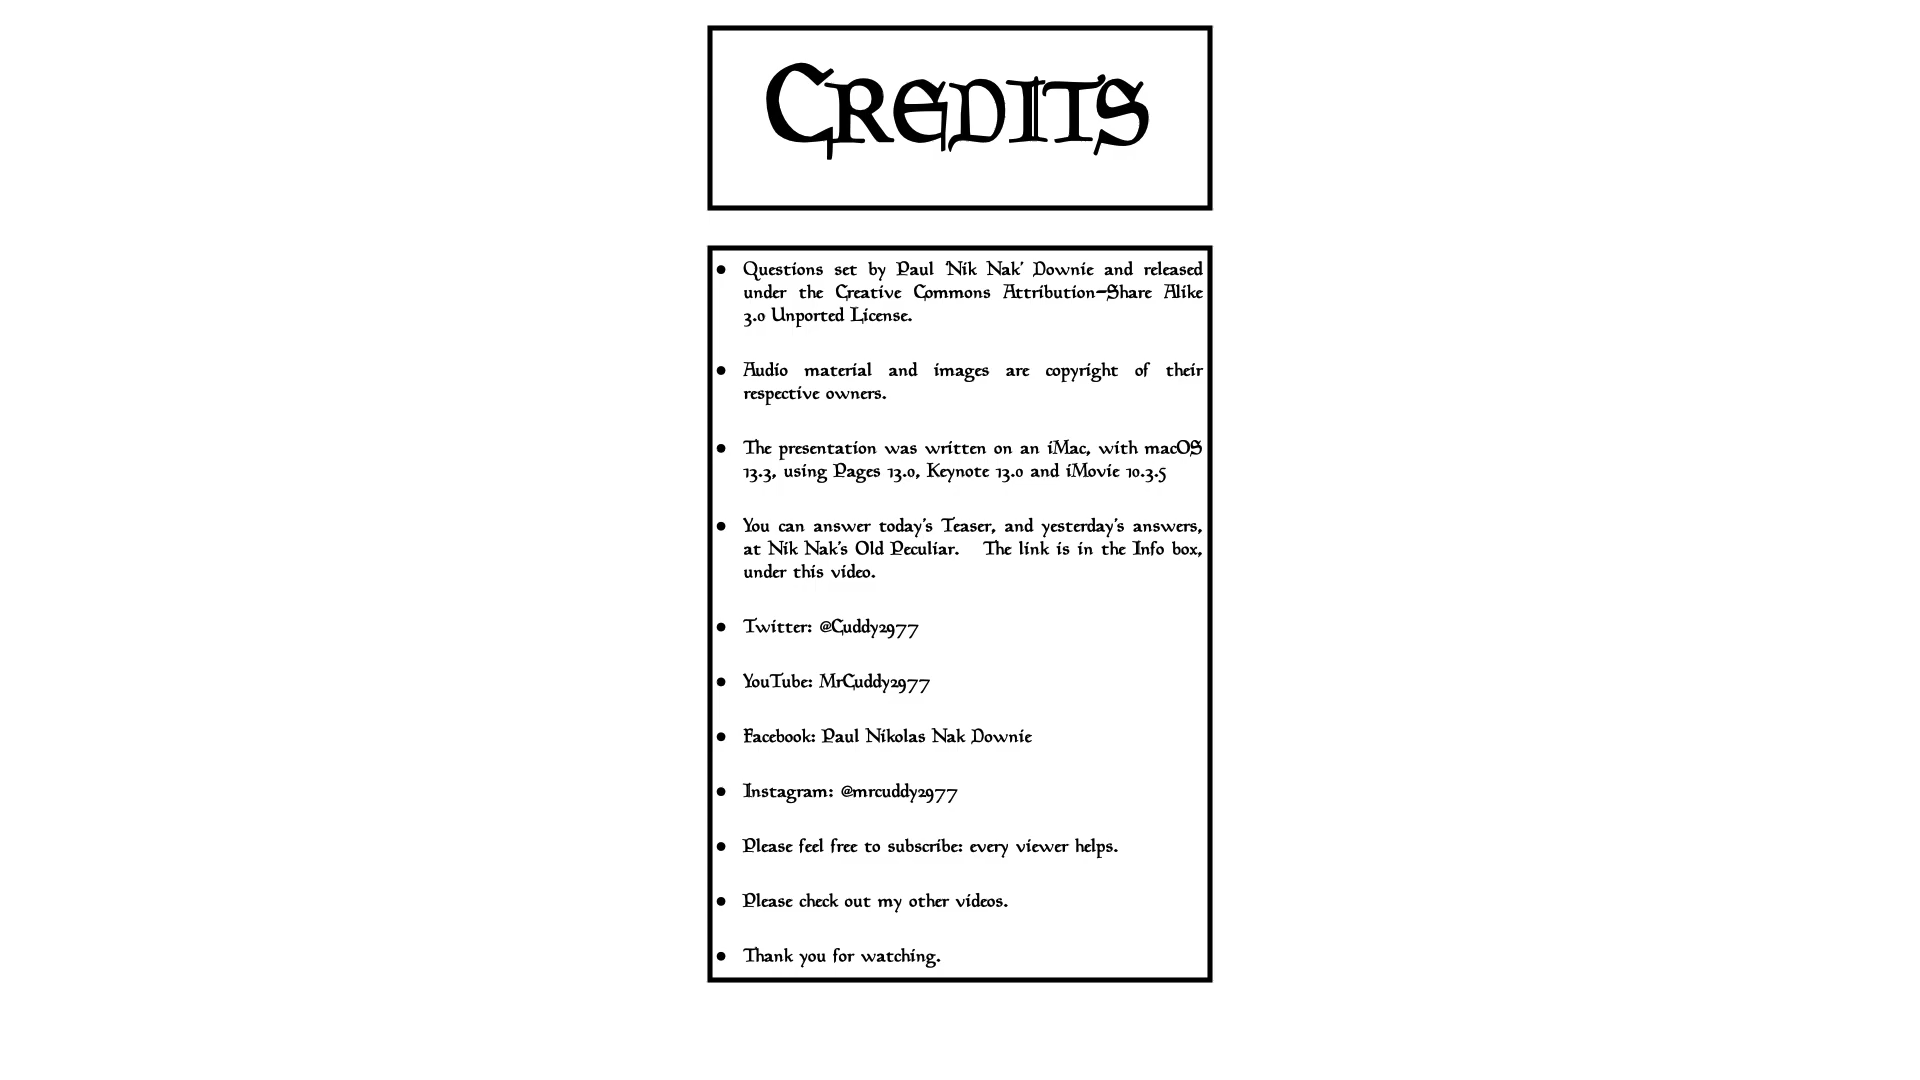 Credits
• Questions set by Paul ‘Nik Nak’ Downie and released
under the Creative Commons Attribution-Share Alike
3.0 Unported License.
• Audio material and images are copyright of their
respective owners.
• The presentation was written on an iMac, with macOS
13.3, using Pages 13.0, Keynote 13.0 and iMovie 10.3.5
• You can answer today’s Teaser, and yesterday’s answers,
at Nik Nak’s Old Peculiar. The link is in the Info box,
under this video.
• Twitter: @Cuddy2977
• YouTube: MrCuddy2977
• Facebook: Paul Nikolas Nak Downie
• Instagram: @mrcuddy2977
• Please feel free to subscribe: every viewer helps.
• Please check out my other videos.
• Thank you for watching.